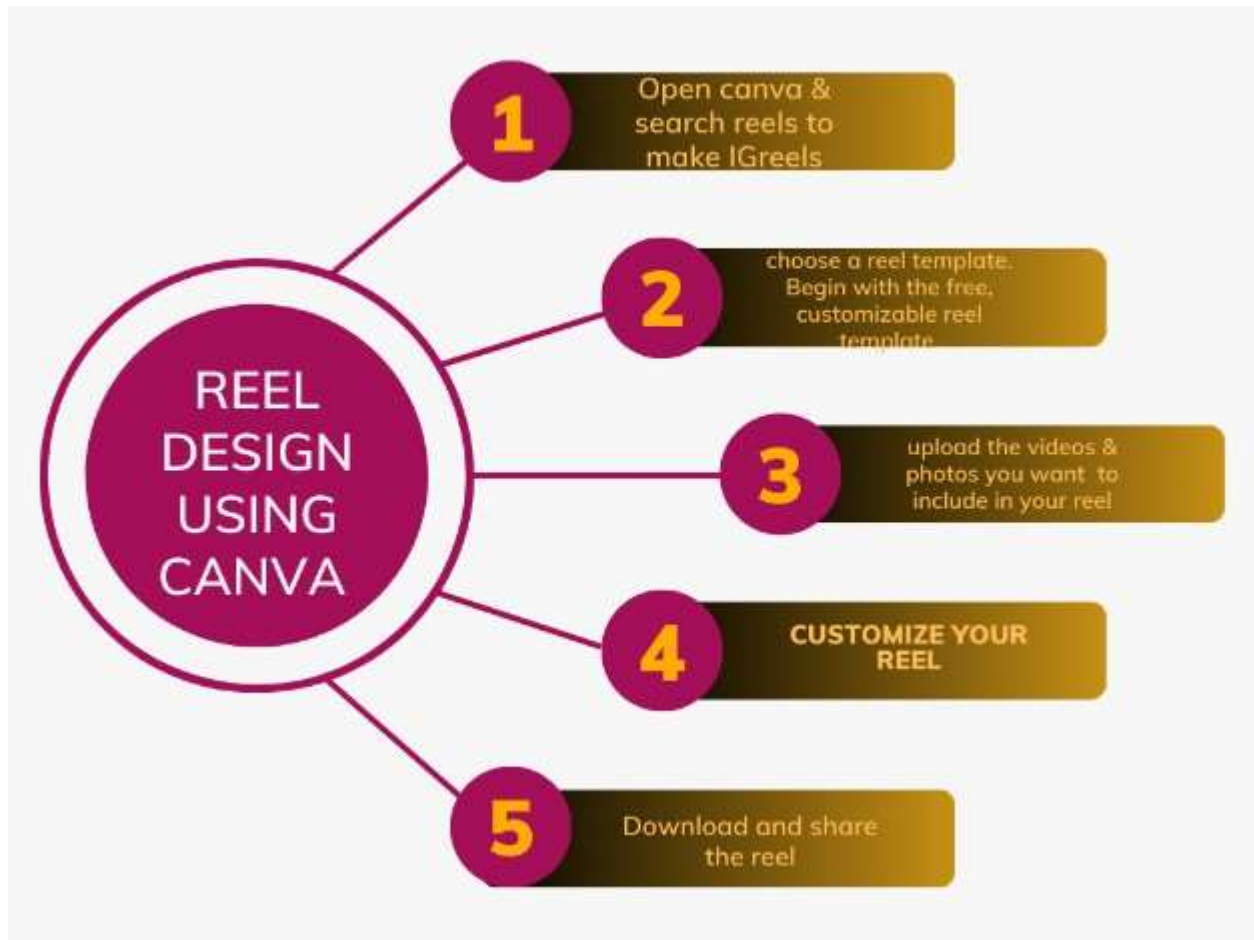 REEL
DESIGN
USING
CANVA
1
Open canva &
search reels to
make IGreels
2
choose a reel template.
Begin with the free,
customizable reel
template
3
upload the videos &
photos you want to
include in your reel
4
CUSTOMIZE YOUR
REEL
5
Download and share
the reel